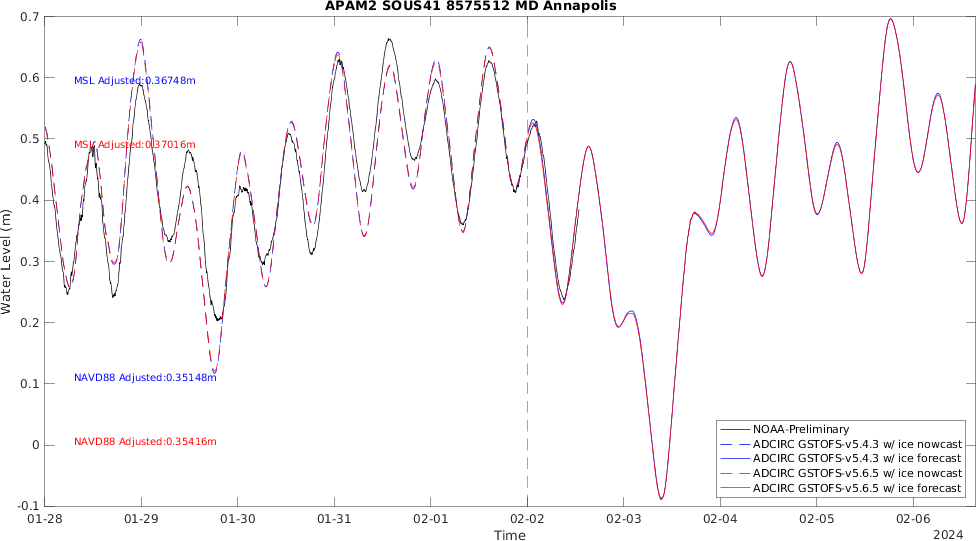 APAM2 SOUS41 8575512 MD Annapolis
Water Level (m)
0.7
0.6
0.5
0.4
0.3
0.2
0.1
0
-0.1
MSL Adjusted:0.36748m
MSL Adjusted:0.37016m
NAVD88 Adjusted:0.35148m
NAVD88 Adjusted:0.35416m
NOAA-Preliminary
ADCIRC GSTOFS-v5.4.3 w/ ice nowcast
ADCIRC GSTOFS-v5.4.3 w/ ice forecast
ADCIRC GSTOFS-v5.6.5 w/ ice nowcast
ADCIRC GSTOFS-v5.6.5 w/ ice forecast
01-28 01-29 01-30 01-31 02-01 02-02 02-03 02-04 02-05 02-06
Time
2024